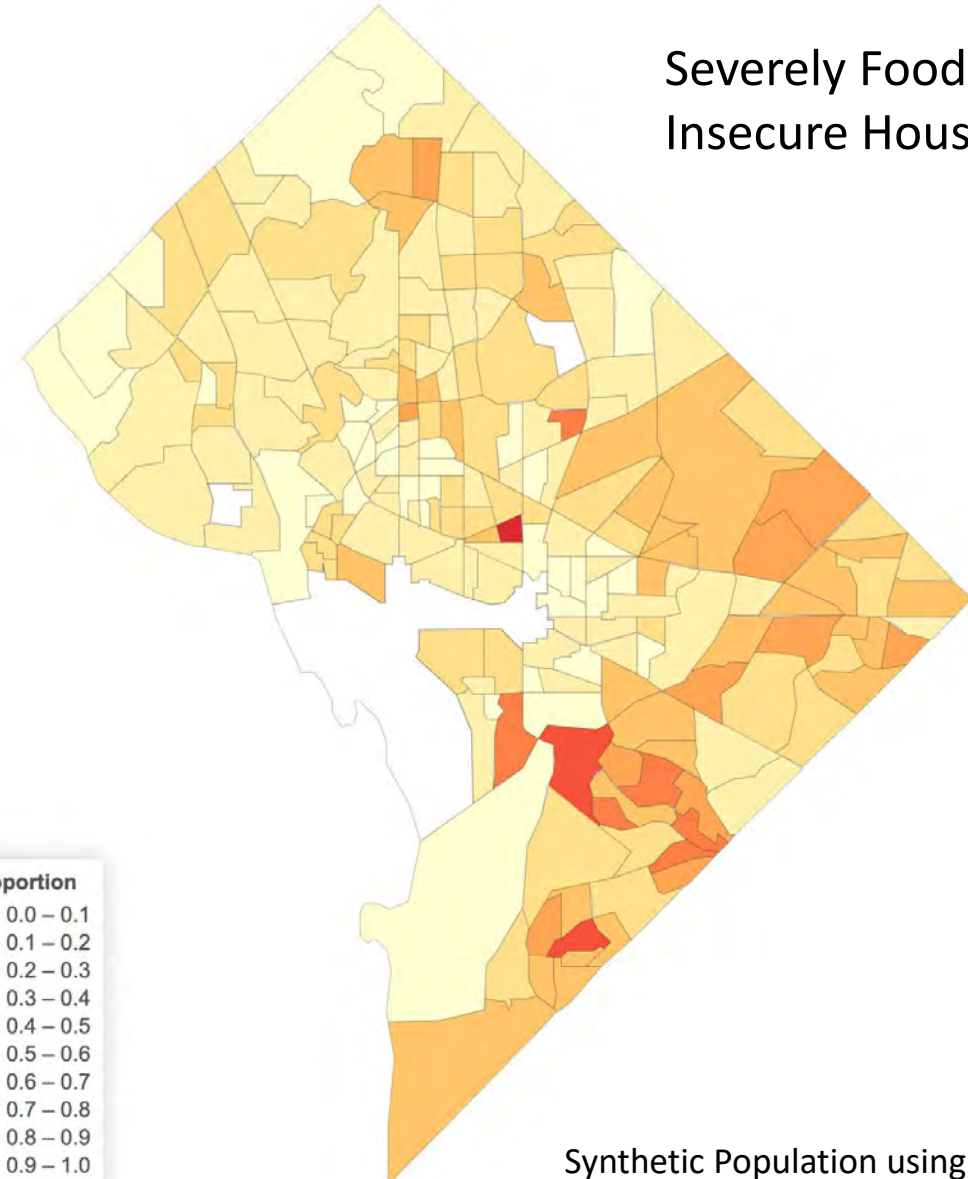 Severely Food
Insecure Hous
portion
0.0 – 0.1
0.1 – 0.2
0.2 – 0.3
0.3 – 0.4
0.4 – 0.5
0.5 – 0.6
0.6 – 0.7
0.7 – 0.8
0.8 – 0.9
0.9 – 1.0
Synthetic Population using